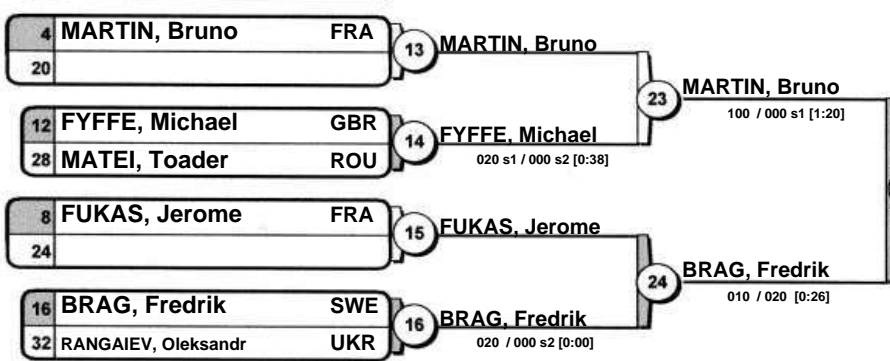 4 MARTIN, Bruno FRA
20
13
MARTIN, Bruno
12 FYFFE, Michael GBR
28 MATEI, Toader ROU
14
FYFFE, Michael
020 s1 / 000 s2 [0:38]
23
MARTIN, Bruno
100 / 000 s1 [1:20]
8 FUKAS, Jerome FRA
24
15
FUKAS, Jerome
16 BRAG, Fredrik SWE
32 RANGAIEV, Oleksandr UKR
16
BRAG, Fredrik
020 / 000 s2 [0:00]
24
BRAG, Fredrik
010 / 020 [0:26]